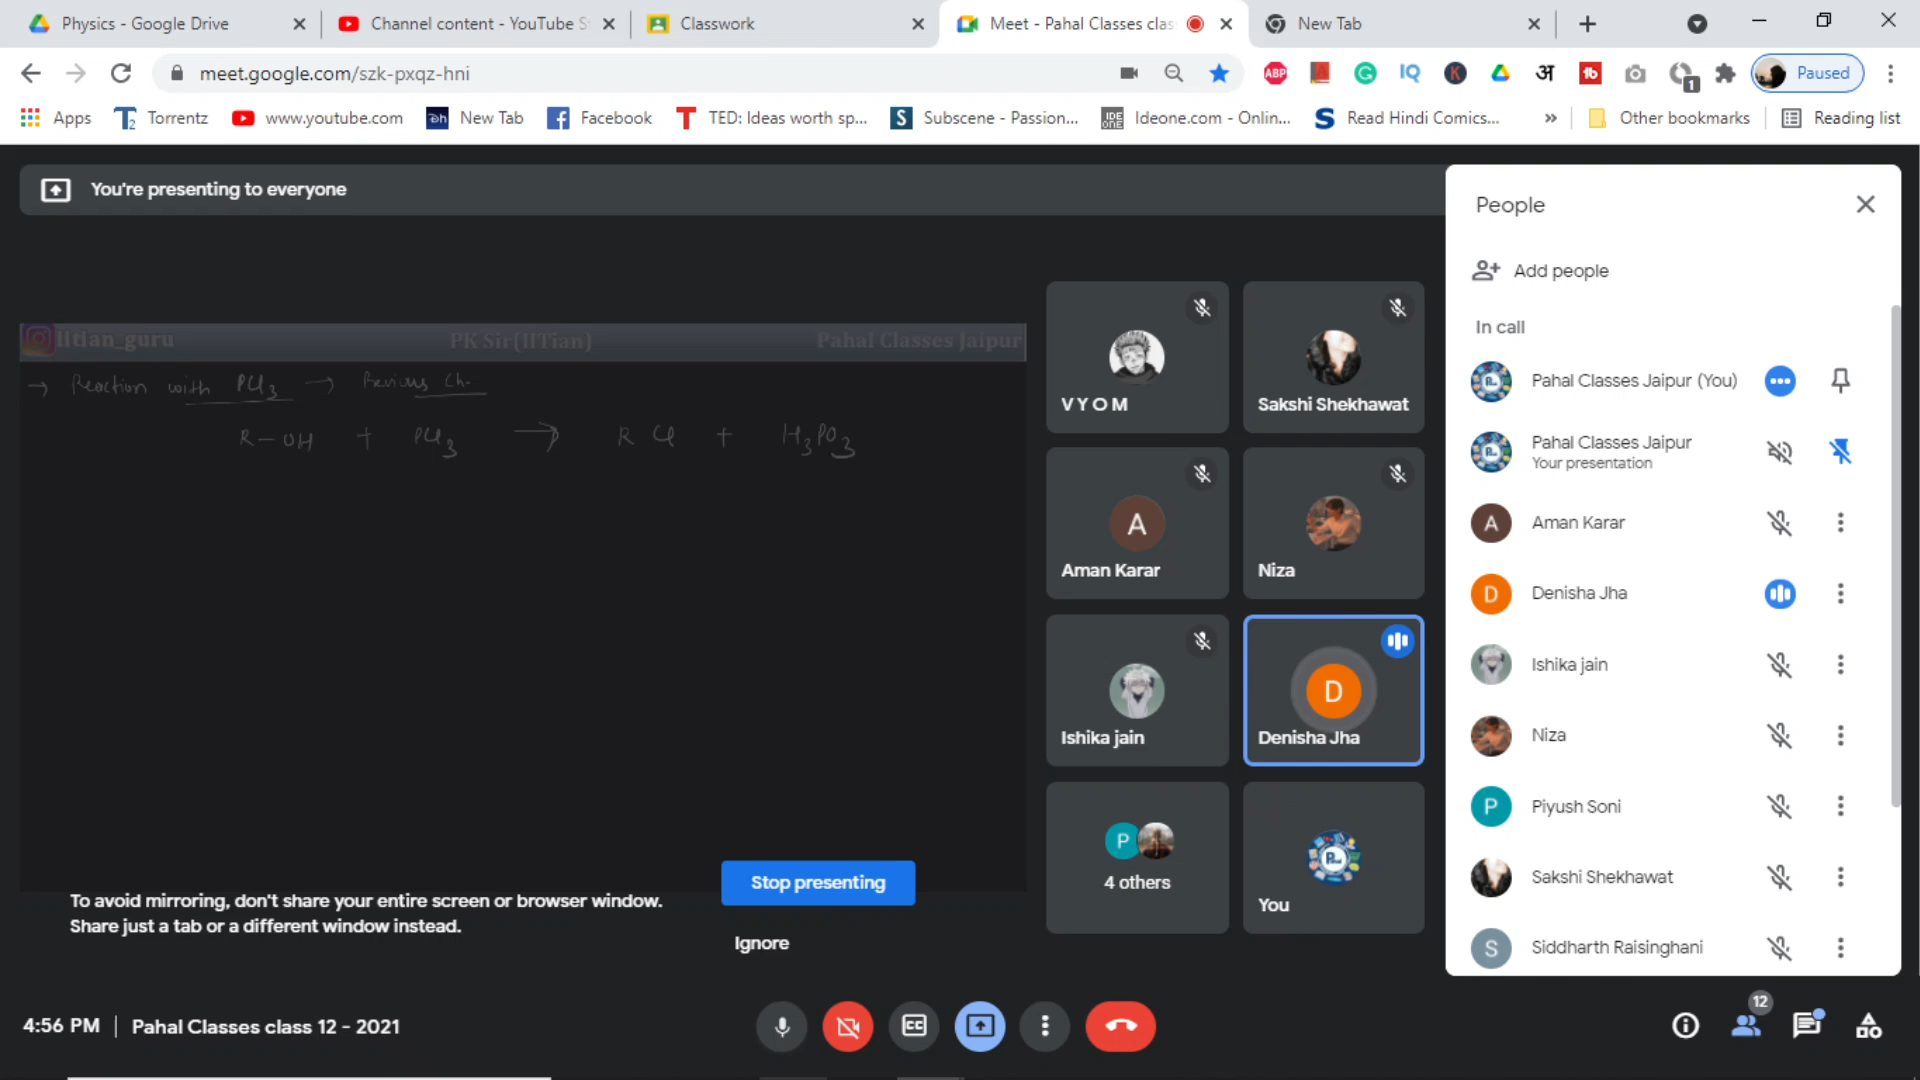 Physics - Google Drive
Channel content - YouTube S
Classwork
Meet - Pahal Classes clas
New Tab
meet.google.com/szk-pxqz-hni
ABP
IQ
K
अ
1
Paused
Apps
Torrentz
www.youtube.com
New Tab
Facebook
TED: Ideas worth sp...
Subscene - Passion...
Ideone.com - Onlin...
Read Hindi Comics...
»
Other bookmarks
Reading list
You're presenting to everyone
iitian_guru
PK Sir(IITian)
Pahal Classes Jaipur
→ Reaction with PCl3 → Previous Ch.
R-OH + PCl3 → R Cl + H3PO3
V Y O M
Sakshi Shekhawat
A
Aman Karar
Niza
Ishika jain
D
Denisha Jha
P
4 others
You
To avoid mirroring, don't share your entire screen or browser window.
Share just a tab or a different window instead.
Stop presenting
Ignore
People
Add people
In call
Pahal Classes Jaipur (You)
Pahal Classes Jaipur
Your presentation
A
Aman Karar
D
Denisha Jha
Ishika jain
Niza
P
Piyush Soni
Sakshi Shekhawat
S
Siddharth Raisinghani
4:56 PM | Pahal Classes class 12 - 2021
CC
12